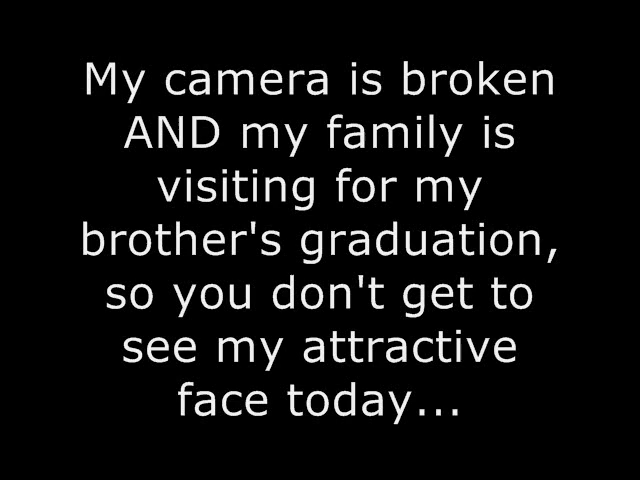 My camera is broken
AND my family is
visiting for my
brother's graduation,
so you don't get to
see my attractive
face today...